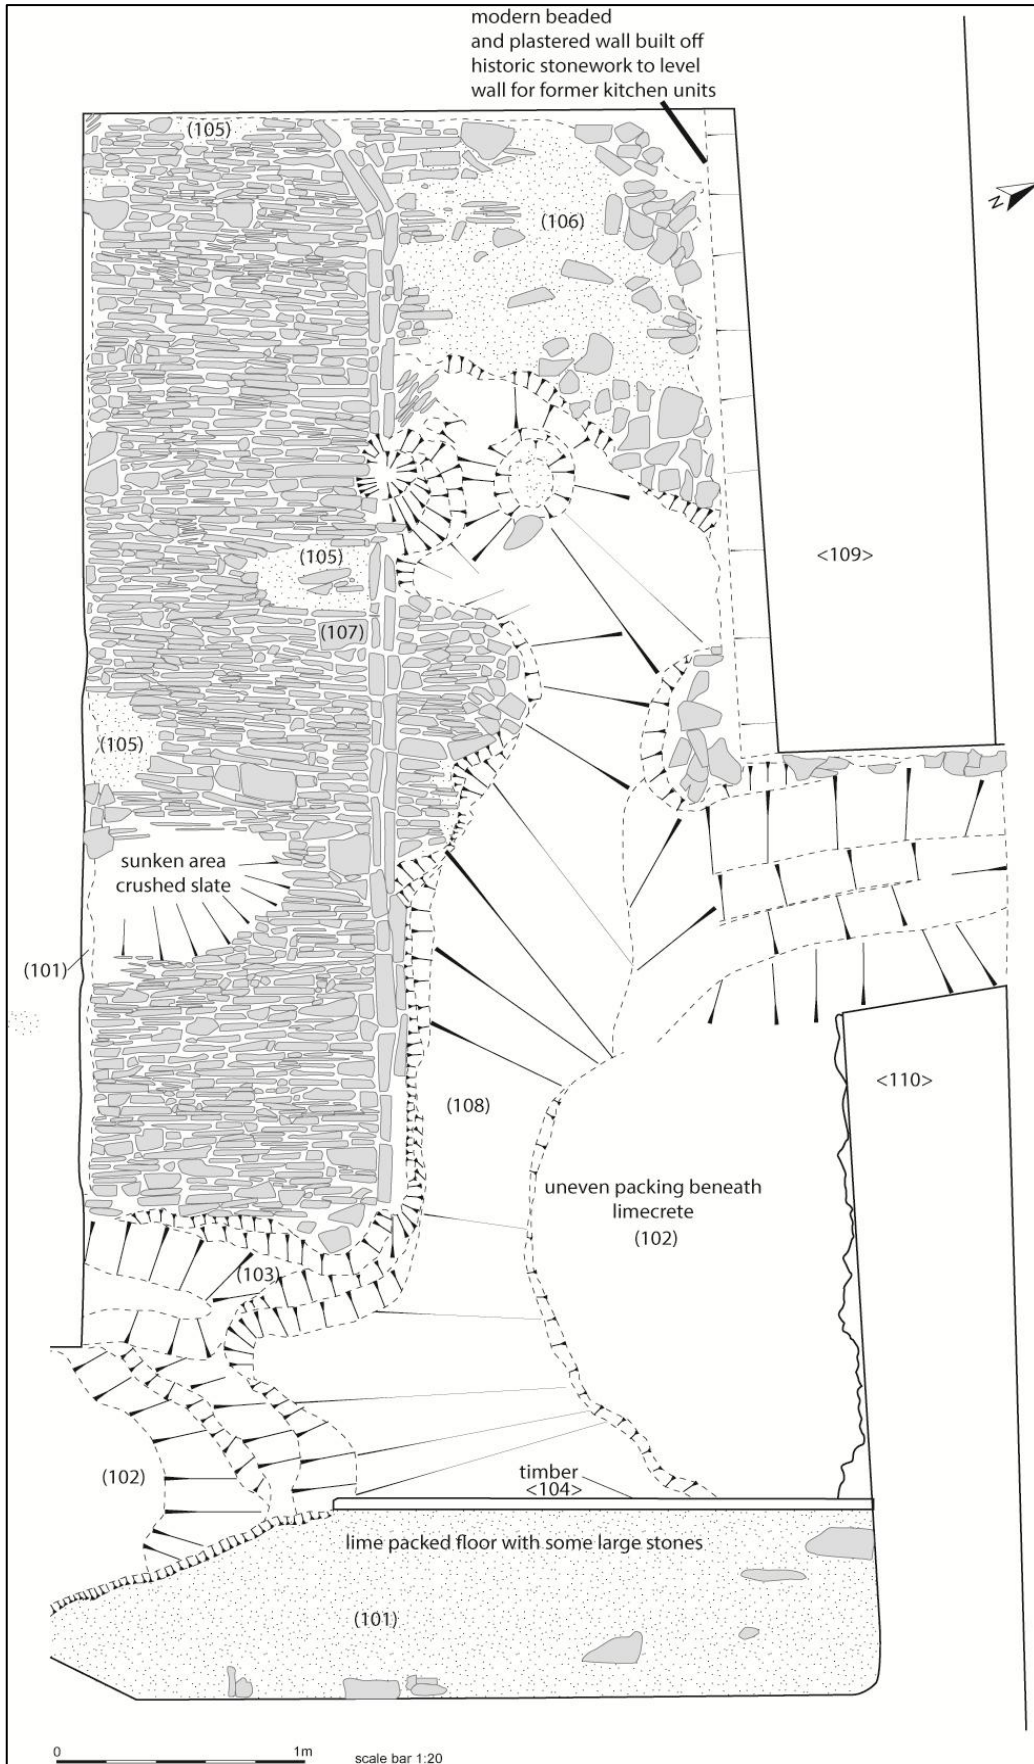 modern beaded
and plastered wall built off
historic stonework to level
wall for former kitchen units
(105)
N
(106)
(105)
<109>
(107)
(105)
sunken area
crushed slate
(101)
<110>
(108)
uneven packing beneath
limecrete
(102)
(103)
(102)
timber
<104>
lime packed floor with some large stones
(101)
0
1m
scale bar 1:20